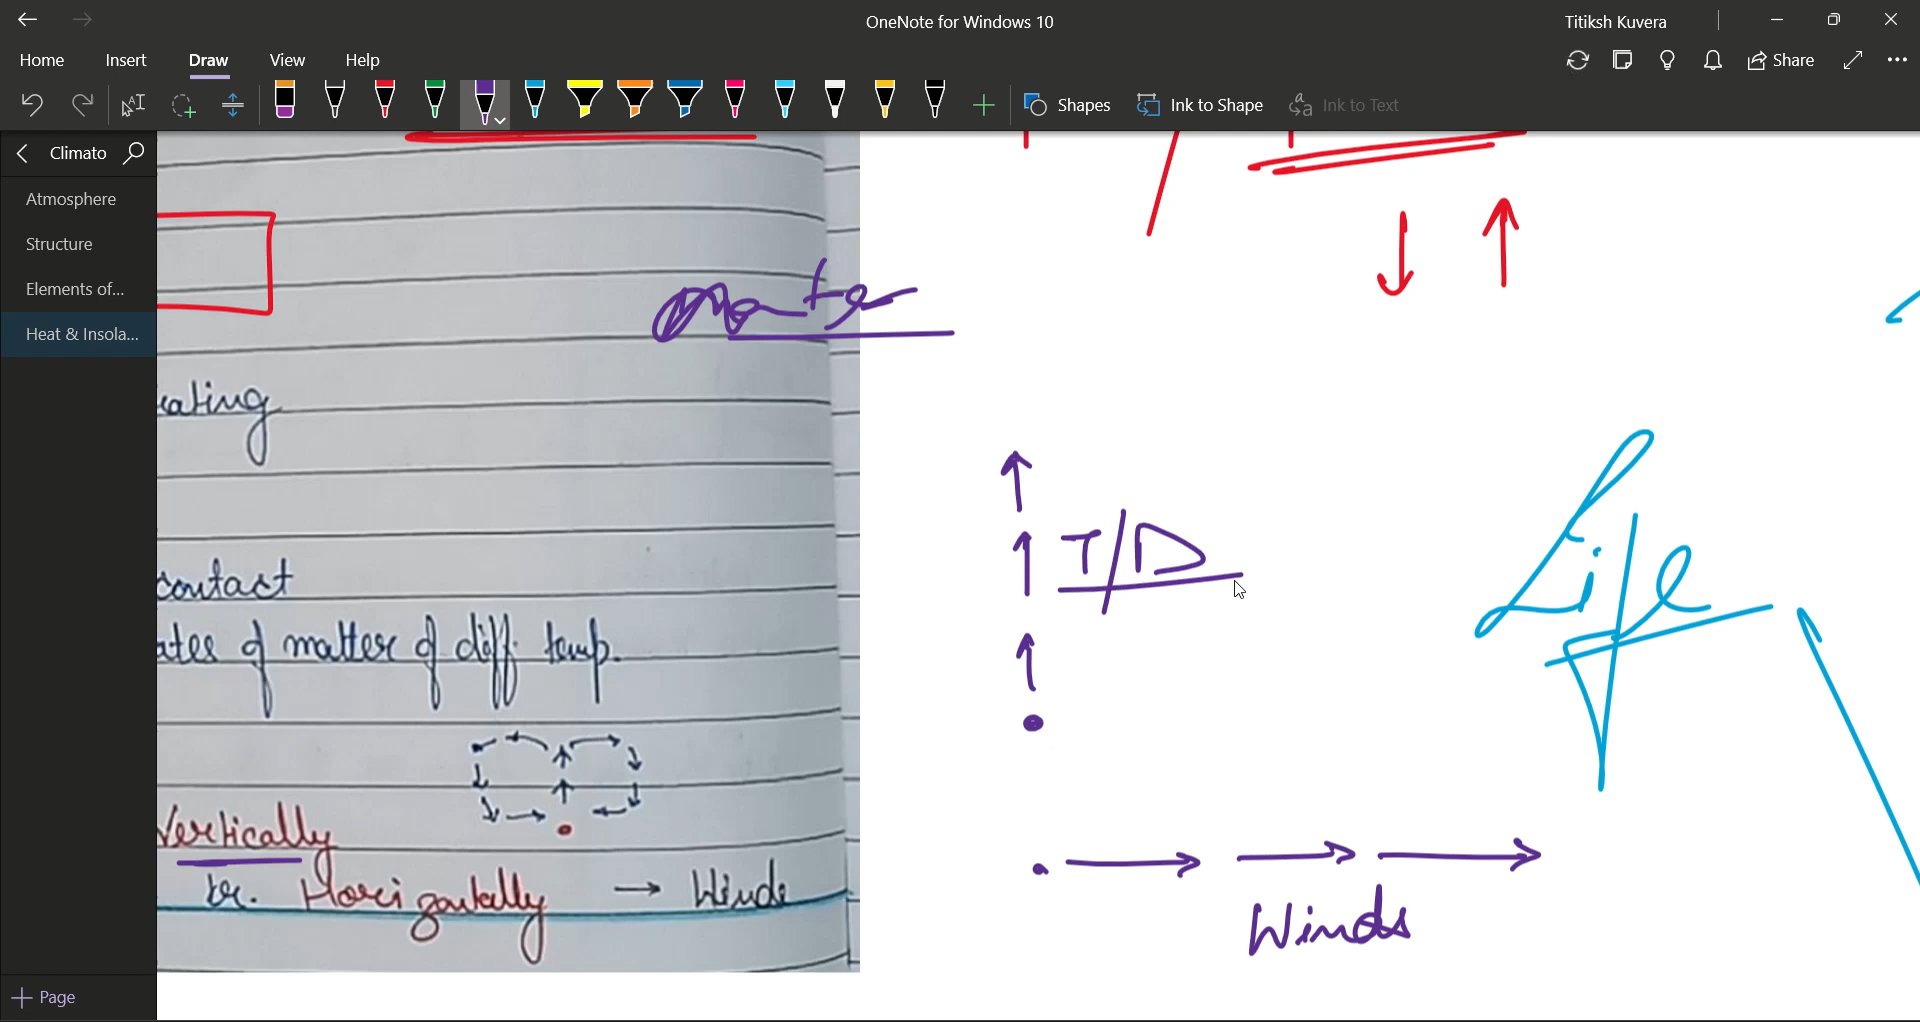 OneNote for Windows 10
Titiksh Kuvera
Home Insert Draw View Help
Share
Shapes Ink to Shape Ink to Text
Climato
Atmosphere
Structure
Elements of...
Heat & Insola...
Page
eating
contact
ates of matter of diff. temp.
Vertically
tr. Horizontally → Winds
T/D
Winds
Life